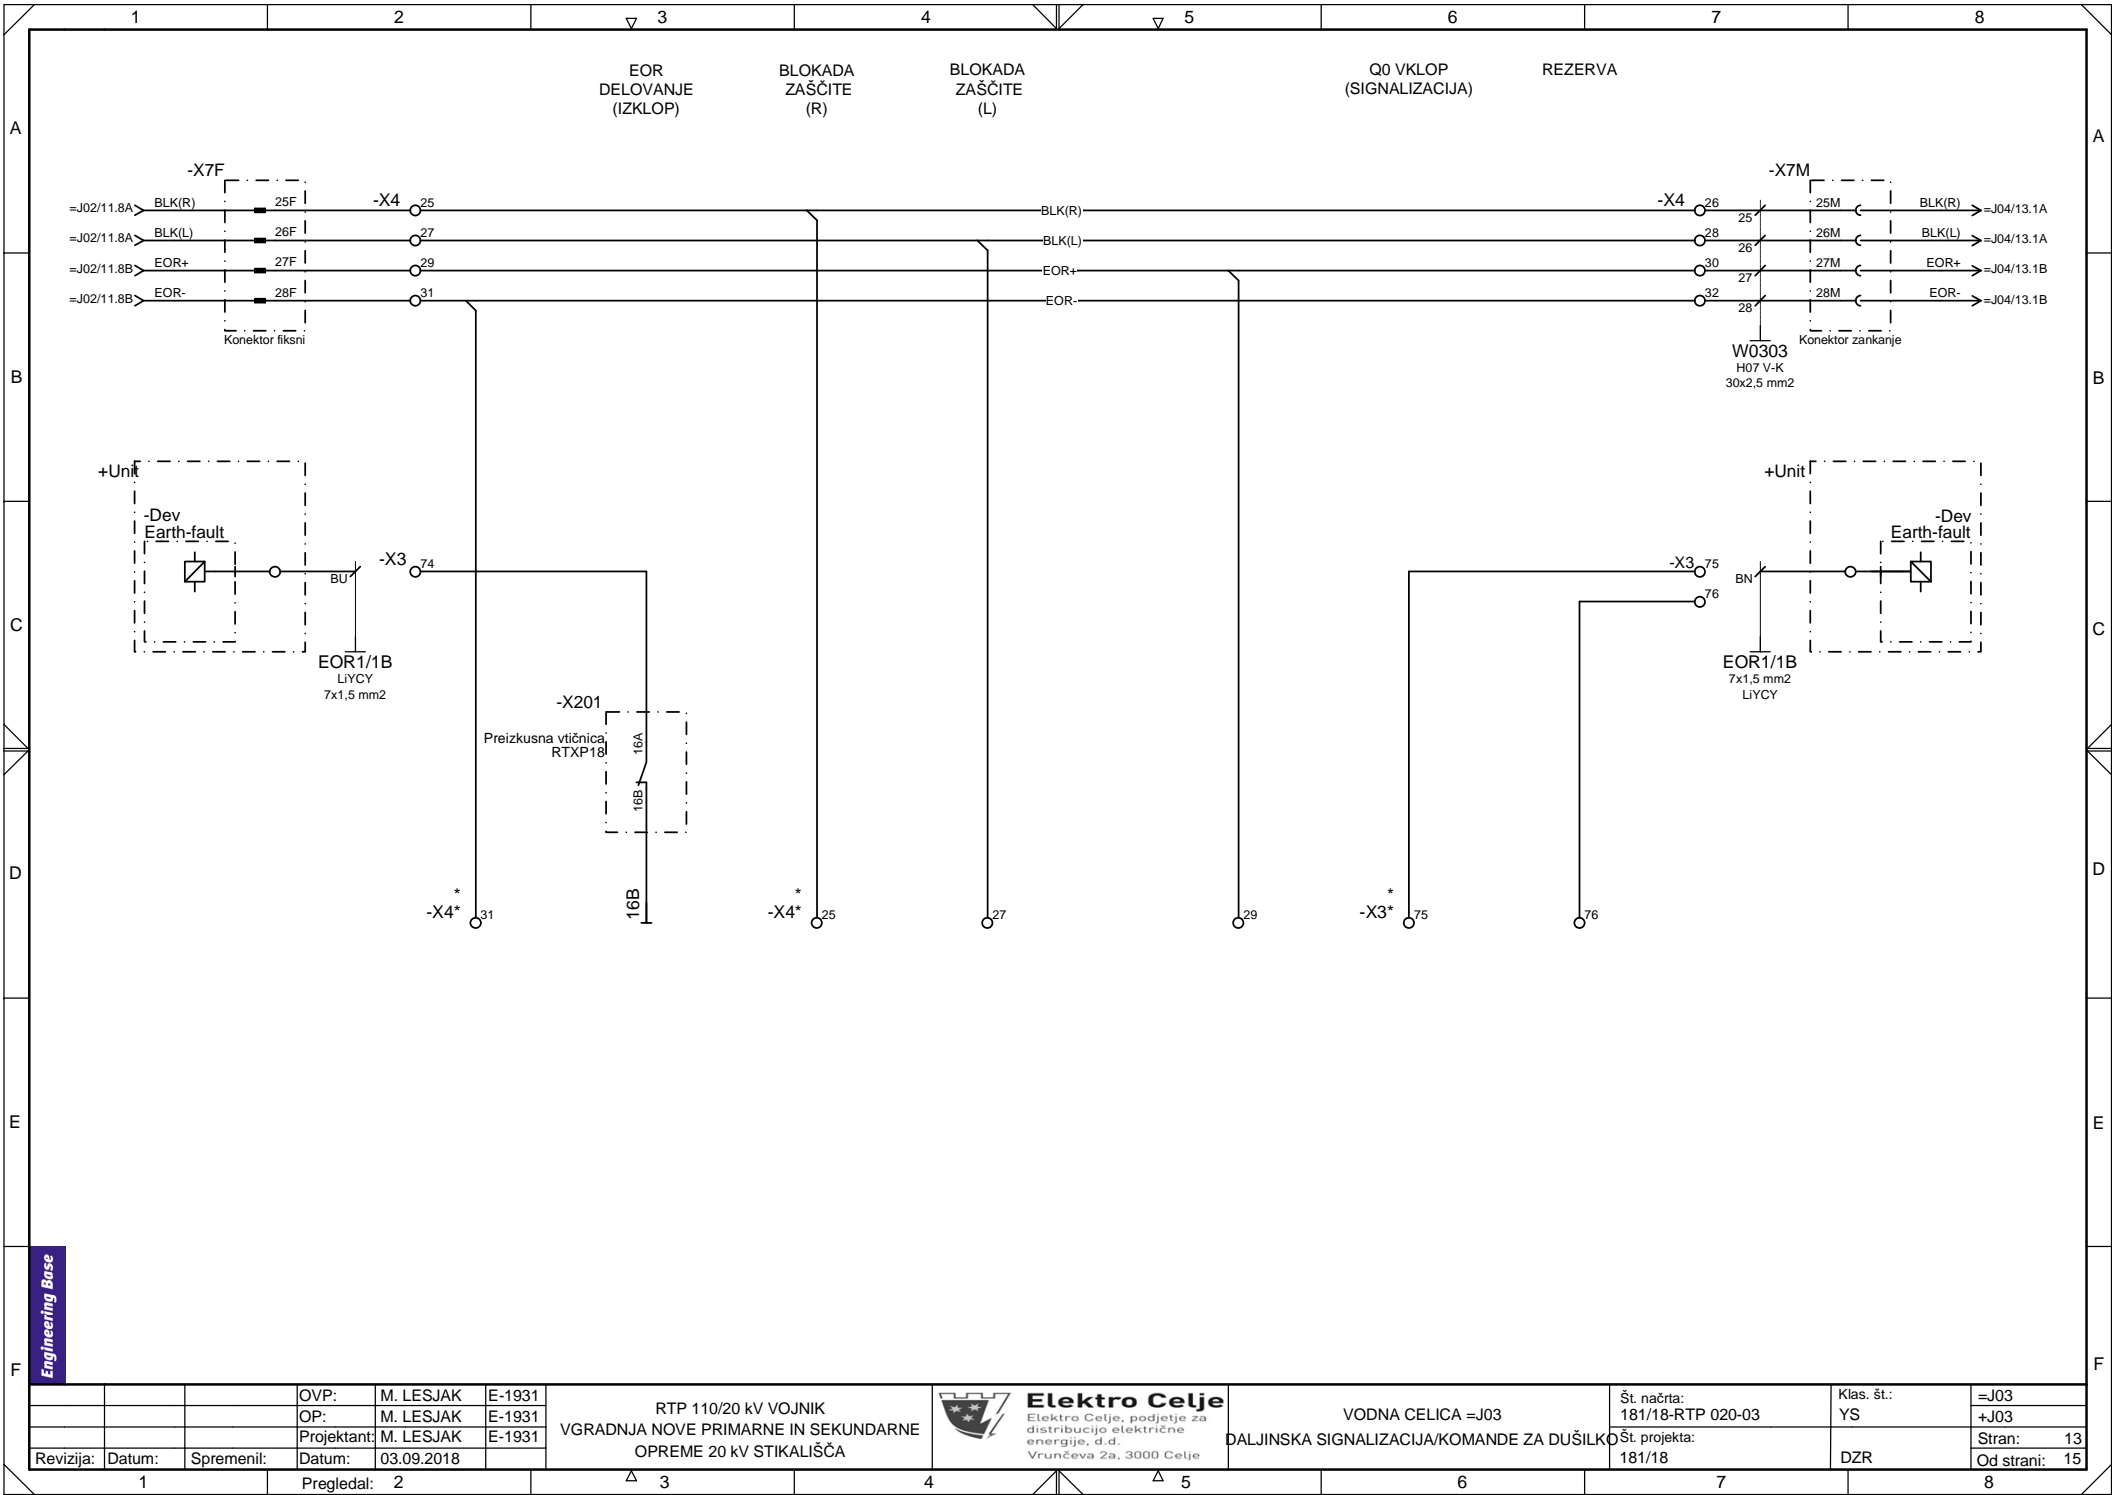 1 2 3 4 5 6 7 8
EOR
DELOVANJE
(IZKLOP)
BLOKADA
ZAŠČITE
(R)
BLOKADA
ZAŠČITE
(L)
Q0 VKLOP
(SIGNALIZACIJA)
REZERVA
A
A
-X7F
-X7M
=J02/11.8A BLK(R) 25F -X4 25 BLK(R) -X4 26 25 25M BLK(R) =J04/13.1A
=J02/11.8A BLK(L) 26F 27 BLK(L) 28 26 26M BLK(L) =J04/13.1A
=J02/11.8B EOR+ 27F 29 EOR+ 30 27 27M EOR+ =J04/13.1B
=J02/11.8B EOR- 28F 31 EOR- 32 28 28M EOR- =J04/13.1B
Konektor fiksni
Konektor zankanje
W0303
H07 V-K
30x2,5 mm2
B
B
+Unit
-Dev
Earth-fault
BU
-X3 74
EOR1/1B
LiYCY
7x1,5 mm2
+Unit
-Dev
Earth-fault
-X3 75
BN
76
EOR1/1B
7x1,5 mm2
LiYCY
C
C
-X201
Preizkusna vtičnica
RTXP18
16A
16B
16B
D
D
*
-X4* 31
*
-X4* 25
27
29
*
-X3* 75
76
E
E
F
F
Engineering Base
OVP: M. LESJAK E-1931
OP: M. LESJAK E-1931
Projektant: M. LESJAK E-1931
Revizija: Datum: Spremenil: Datum: 03.09.2018
Pregledal:
RTP 110/20 kV VOJNIK
VGRADNJA NOVE PRIMARNE IN SEKUNDARNE
OPREME 20 kV STIKALIŠČA
Elektro Celje
Elektro Celje, podjetje za
distribucijo električne
energije, d.d.
Vrunčeva 2a, 3000 Celje
VODNA CELICA =J03
DALJINSKA SIGNALIZACIJA/KOMANDE ZA DUŠILKO
Št. načrta:
181/18-RTP 020-03
Št. projekta:
181/18
Klas. št.:
YS
DZR
=J03
+J03
Stran: 13
Od strani: 15
1 2 3 4 5 6 7 8